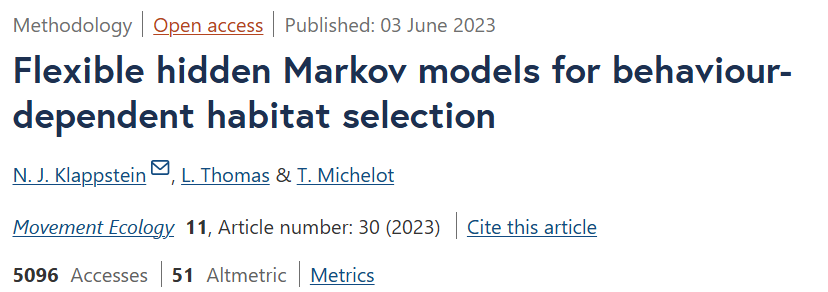 Methodology | Open access | Published: 03 June 2023
Flexible hidden Markov models for behaviour-
dependent habitat selection
N. J. Klappstein, L. Thomas & T. Michelot
Movement Ecology 11, Article number: 30 (2023) | Cite this article
5096 Accesses | 51 Altmetric | Metrics